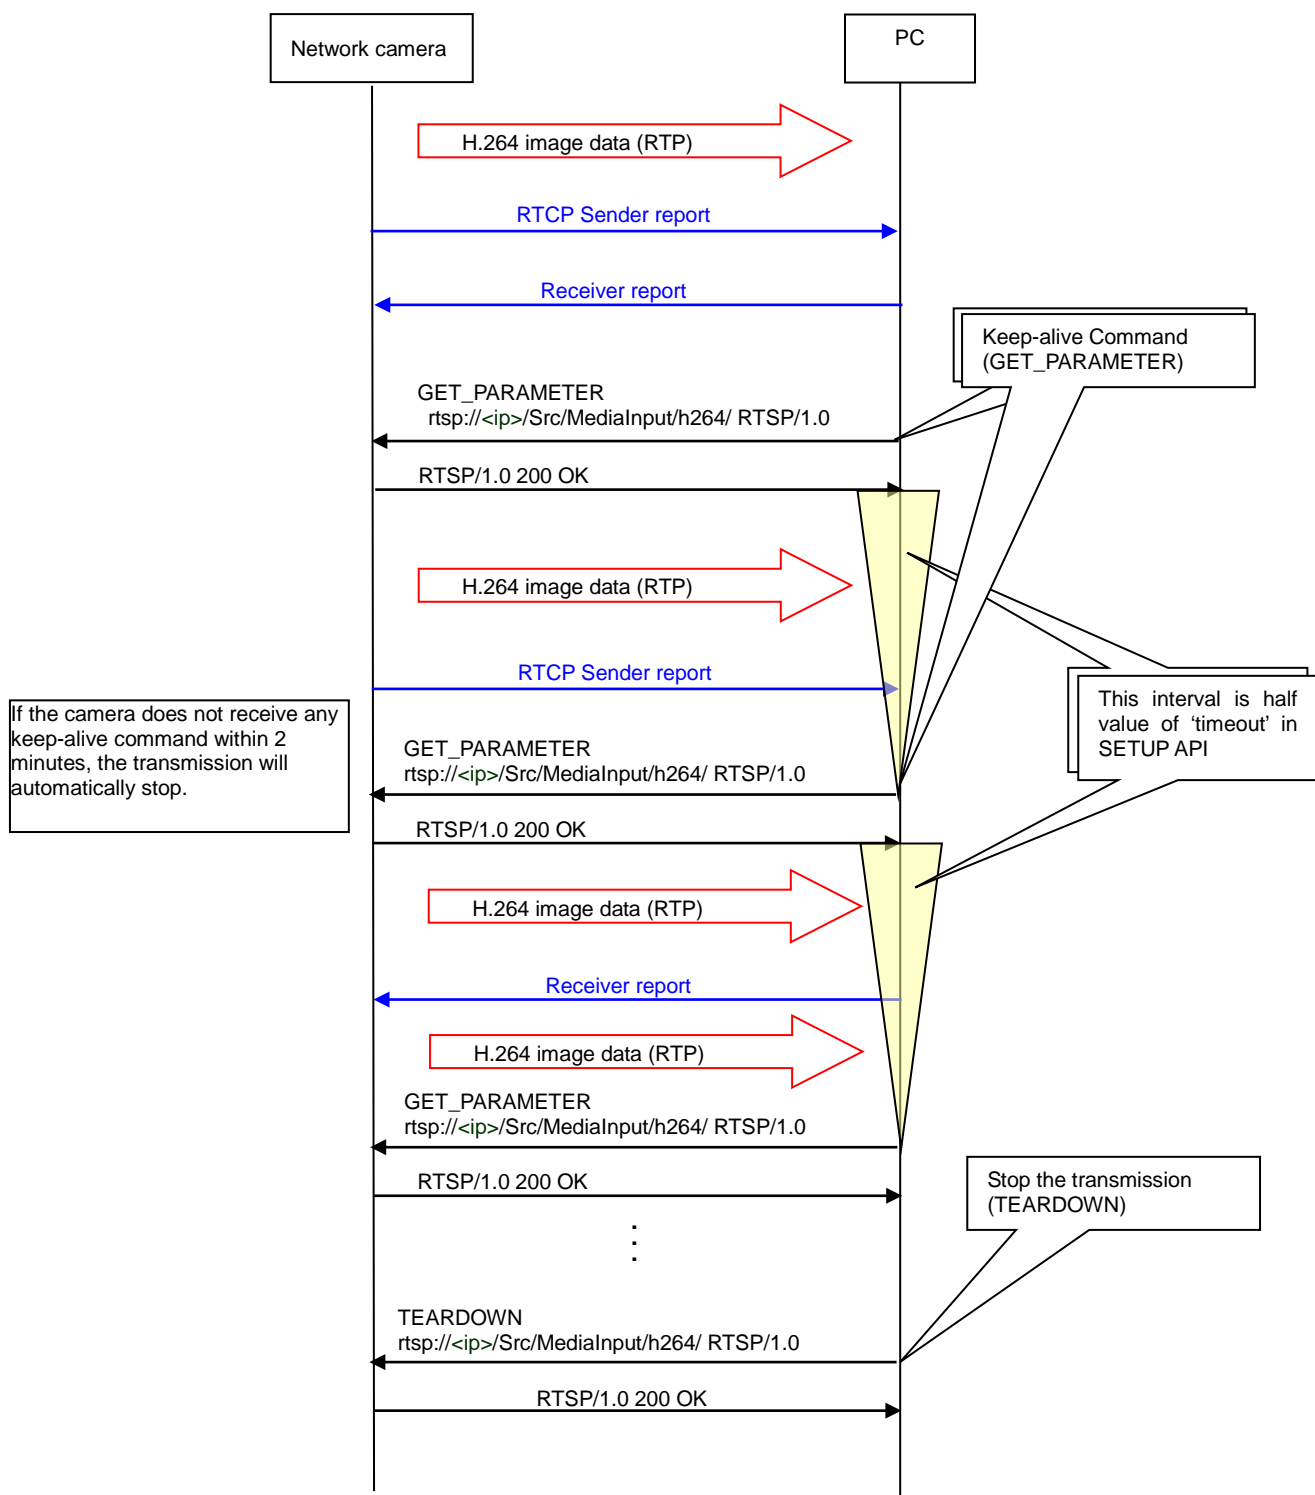 Network camera
PC
H.264 image data (RTP)
RTCP Sender report
Receiver report
Keep-alive Command
(GET_PARAMETER)
GET_PARAMETER
rtsp://<ip>/Src/MediaInput/h264/ RTSP/1.0
RTSP/1.0 200 OK
H.264 image data (RTP)
RTCP Sender report
This interval is half
value of ‘timeout’ in
SETUP API
If the camera does not receive any
keep-alive command within 2
minutes, the transmission will
automatically stop.
GET_PARAMETER
rtsp://<ip>/Src/MediaInput/h264/ RTSP/1.0
RTSP/1.0 200 OK
H.264 image data (RTP)
Receiver report
H.264 image data (RTP)
GET_PARAMETER
rtsp://<ip>/Src/MediaInput/h264/ RTSP/1.0
RTSP/1.0 200 OK
Stop the transmission
(TEARDOWN)
TEARDOWN
rtsp://<ip>/Src/MediaInput/h264/ RTSP/1.0
RTSP/1.0 200 OK